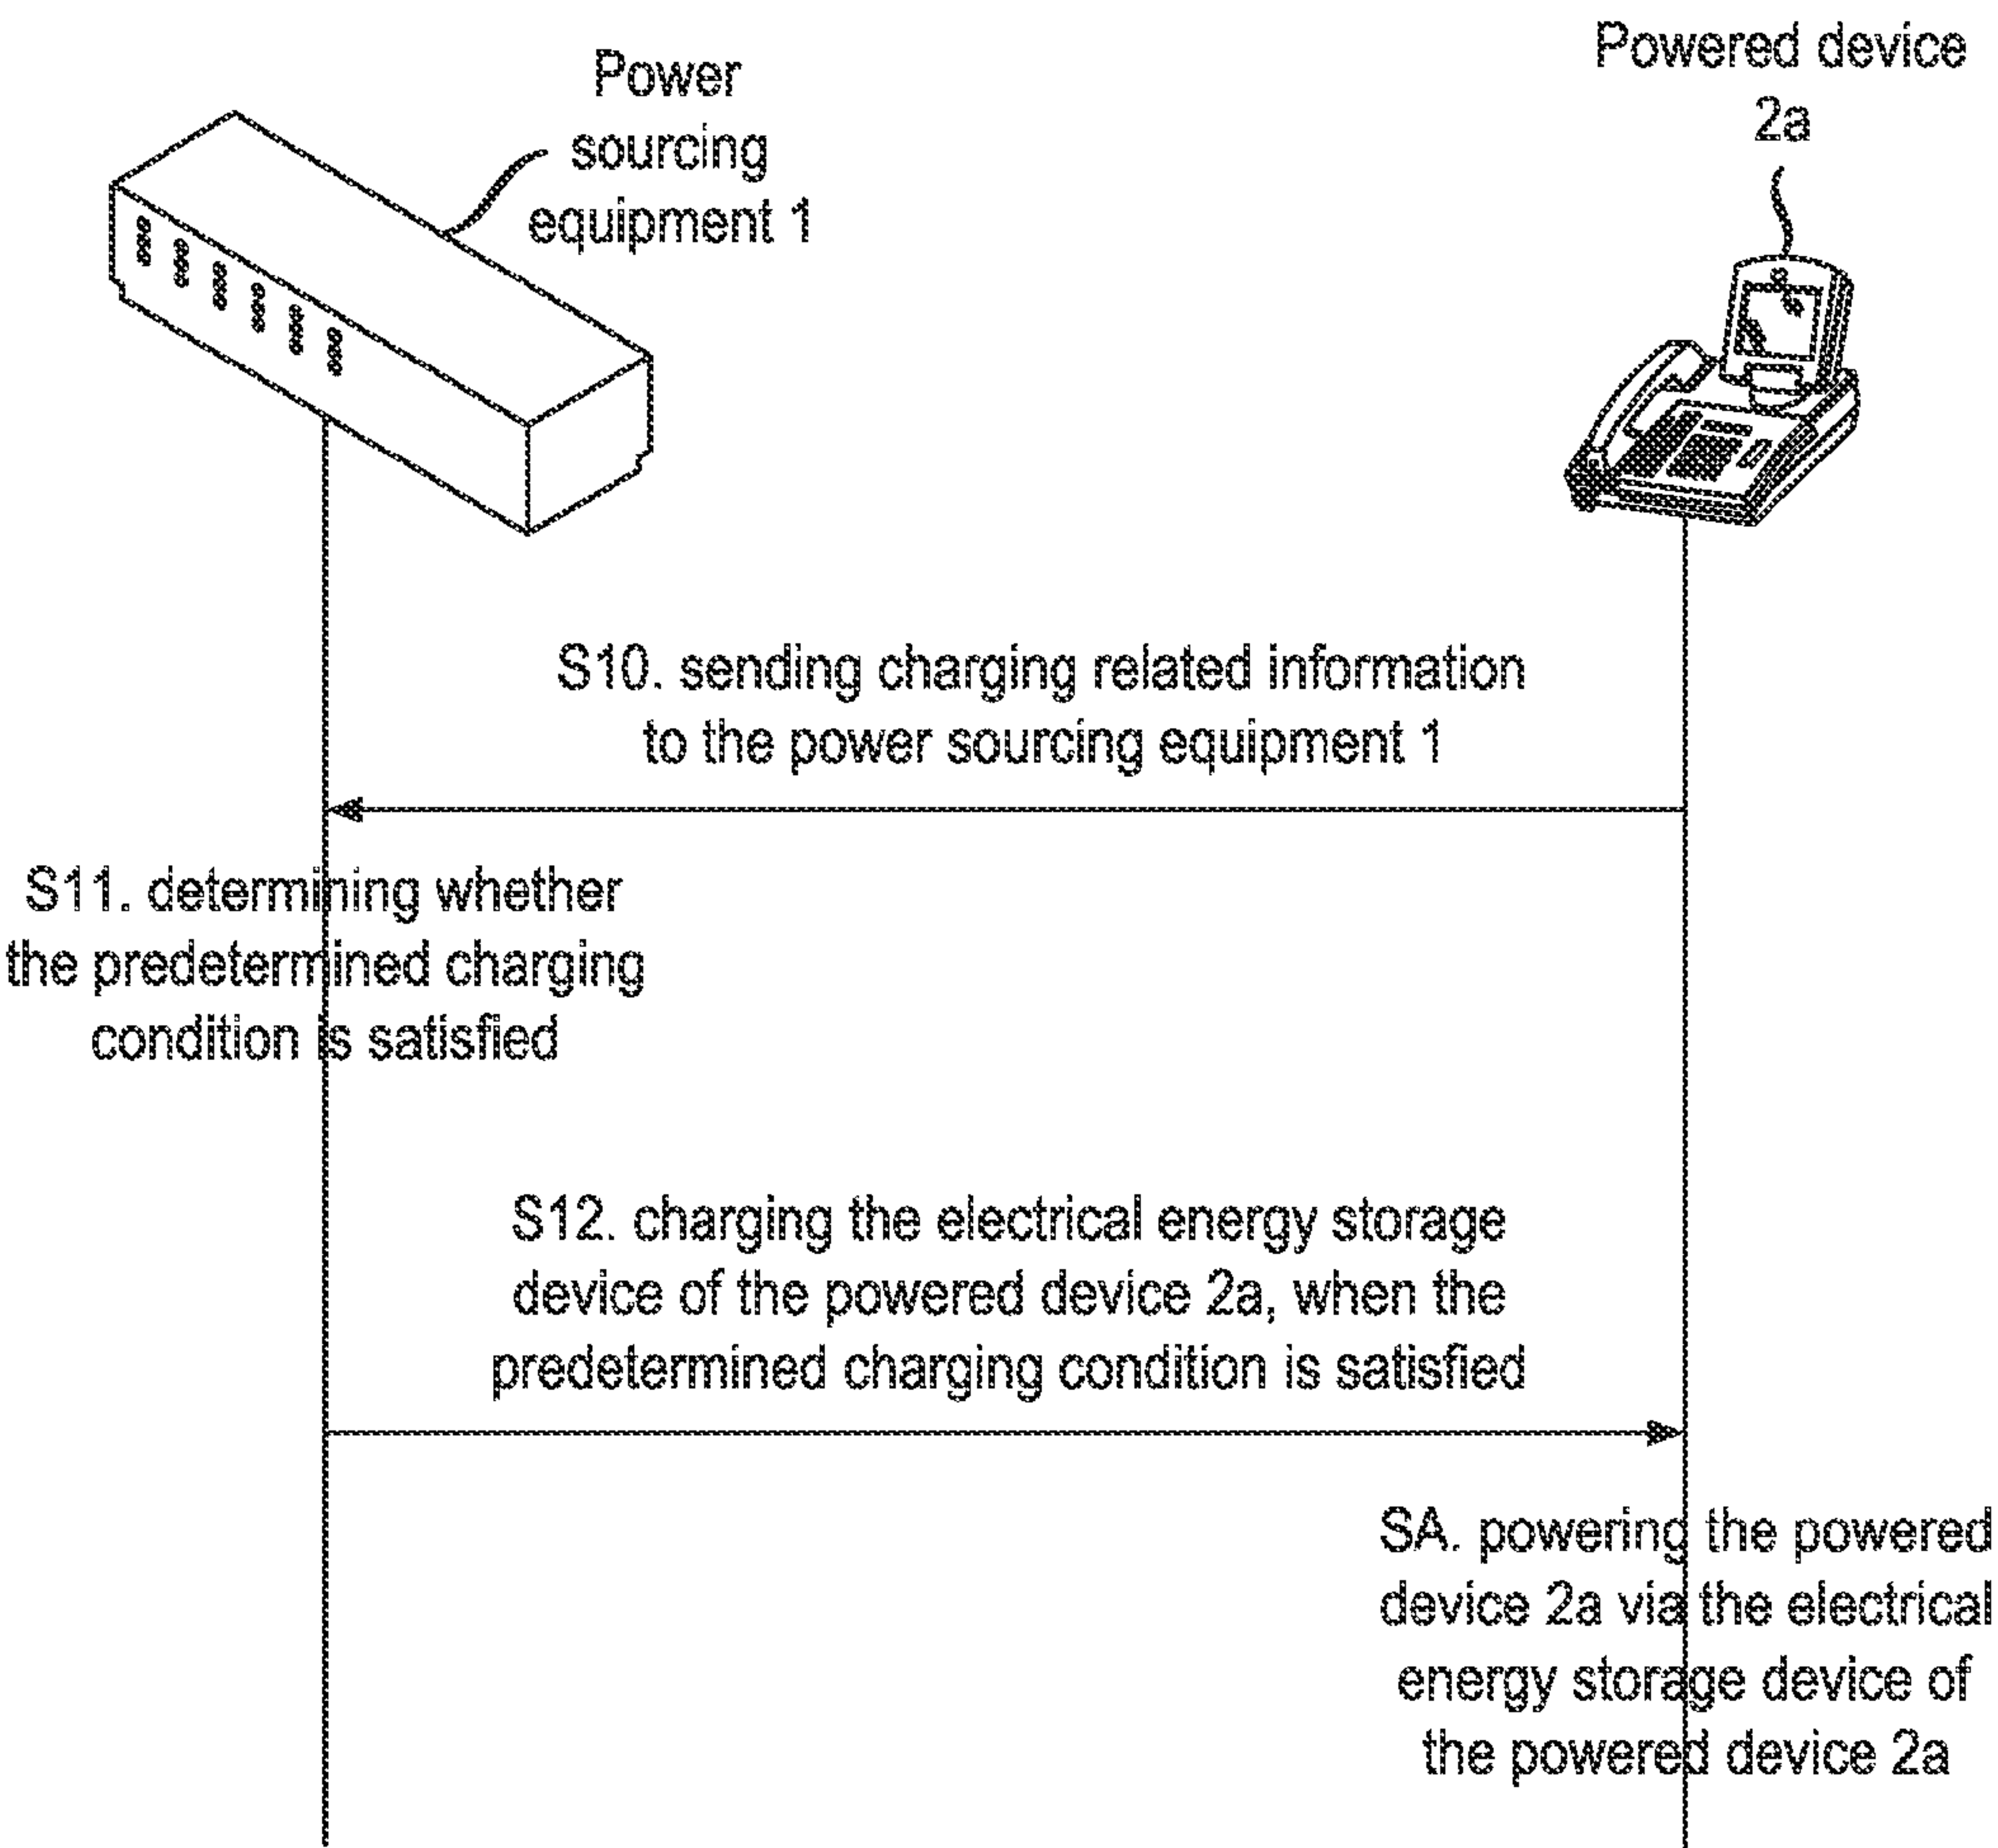 Power
sourcing
equipment 1
Powered device
2a
S10. sending charging related information
to the power sourcing equipment 1
S11. determining whether
the predetermined charging
condition is satisfied
S12. charging the electrical energy storage
device of the powered device 2a, when the
predetermined charging condition is satisfied
SA. powering the powered
device 2a via the electrical
energy storage device of
the powered device 2a